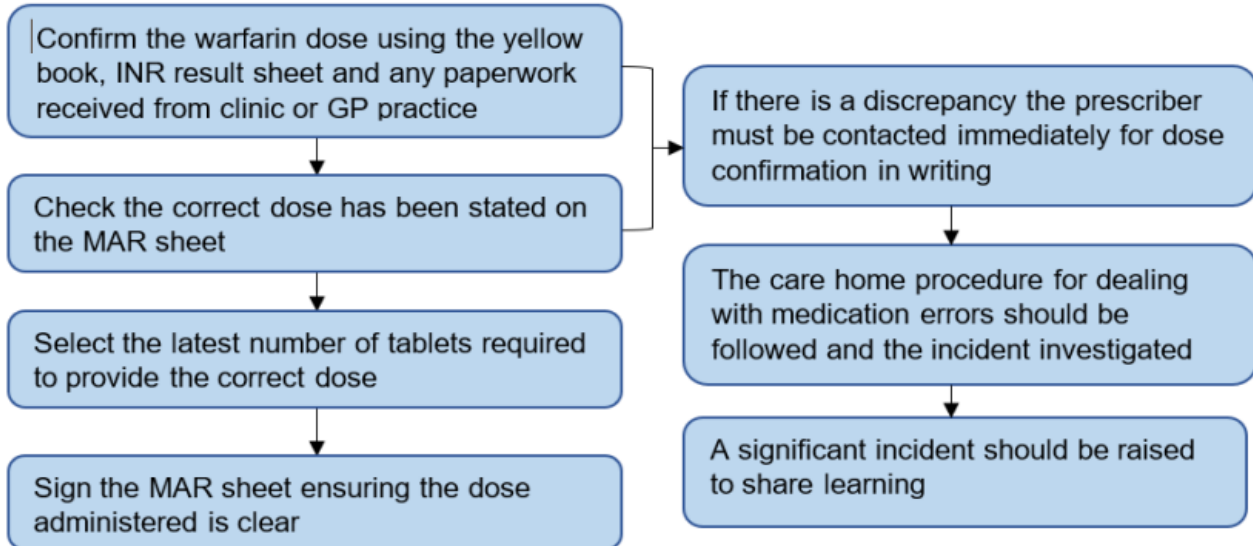 Confirm the warfarin dose using the yellow
book, INR result sheet and any paperwork
received from clinic or GP practice
Check the correct dose has been stated on
the MAR sheet
Select the latest number of tablets required
to provide the correct dose
Sign the MAR sheet ensuring the dose
administered is clear
If there is a discrepancy the prescriber
must be contacted immediately for dose
confirmation in writing
The care home procedure for dealing
with medication errors should be
followed and the incident investigated
A significant incident should be raised
to share learning